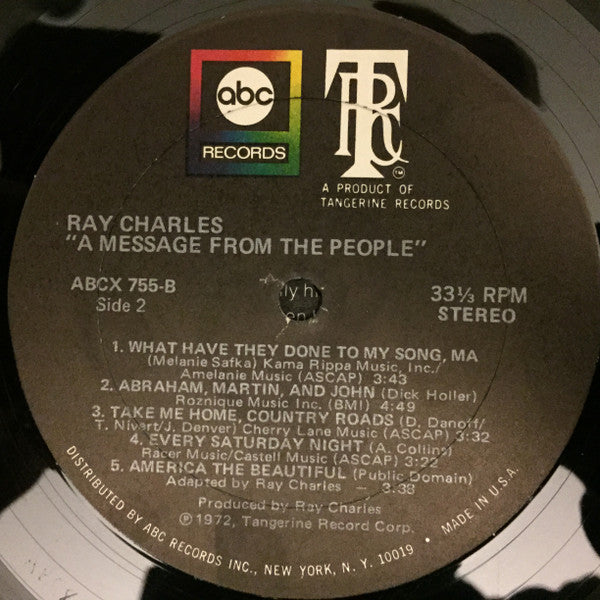 abc
RECORDS
TRC
™
A PRODUCT OF
TANGERINE RECORDS
RAY CHARLES
"A MESSAGE FROM THE PEOPLE"
ABCX 755-B
Side 2
33⅓ RPM
STEREO
ly h
on
1. WHAT HAVE THEY DONE TO MY SONG, MA
(Melanie Safka) Kama Rippa Music, Inc./
Amelanie Music (ASCAP) 3:43
2. ABRAHAM, MARTIN, AND JOHN (Dick Holler)
Roznique Music Inc. (BMI) 4:49
3. TAKE ME HOME, COUNTRY ROADS (D. Danoff/
T. Nivert/J. Denver) Cherry Lane Music (ASCAP) 3:32
4. EVERY SATURDAY NIGHT (A. Collins)
Racer Music/Castell Music (ASCAP) 3:22
5. AMERICA THE BEAUTIFUL (Public Domain)
Adapted by Ray Charles – 3:38
Produced by Ray Charles
℗1972, Tangerine Record Corp.
DISTRIBUTED BY ABC RECORDS INC., NEW YORK, N. Y. 10019 • MADE IN U.S.A.